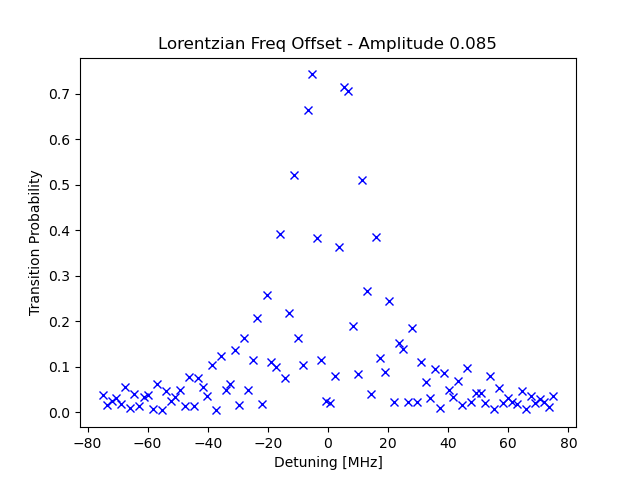 Lorentzian Freq Offset - Amplitude 0.085
Transition Probability
0.7
0.6
0.5
0.4
0.3
0.2
0.1
0.0
−80 −60 −40 −20 0 20 40 60 80
Detuning [MHz]